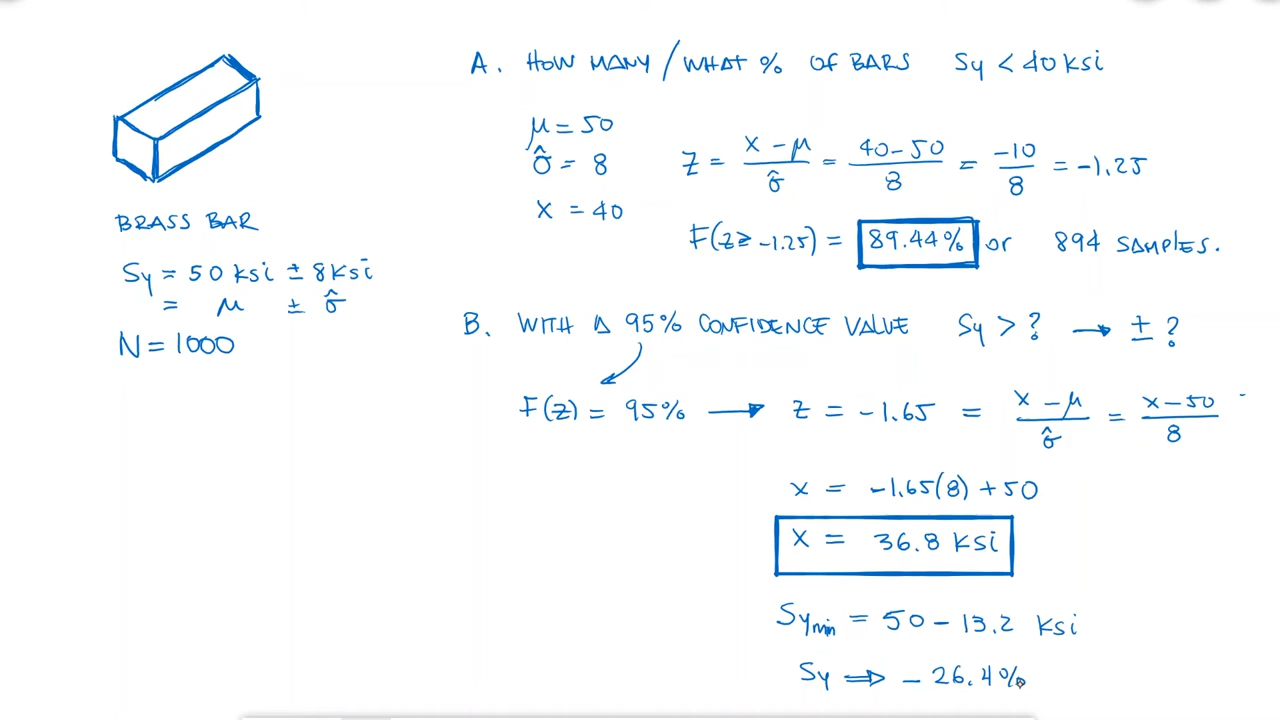 BRASS BAR
Sy = 50 ksi ± 8 ksi
= μ ± σ̂
N = 1000
A. HOW MANY / WHAT % OF BARS Sy < 40 ksi
μ = 50
σ̂ = 8
x = 40
z = (x - μ)/σ̂ = (40 - 50)/8 = -10/8 = -1.25
F(z ≥ -1.25) = 89.44% or 894 SAMPLES.
B. WITH A 95% CONFIDENCE VALUE Sy > ? → ± ?
F(z) = 95% → z = -1.65 = (x - μ)/σ̂ = (x - 50)/8
x = -1.65(8) + 50
x = 36.8 ksi
Sy min = 50 - 13.2 ksi
Sy ⇒ - 26.4%